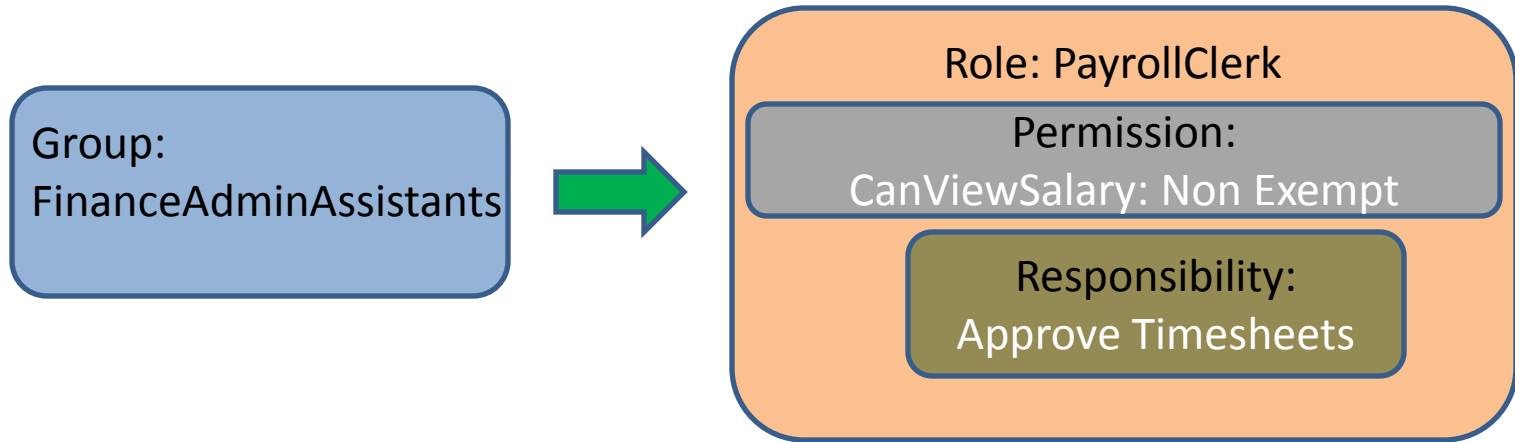 Group:
FinanceAdminAssistants
Role: PayrollClerk
Permission:
CanViewSalary: Non Exempt
Responsibility:
Approve Timesheets